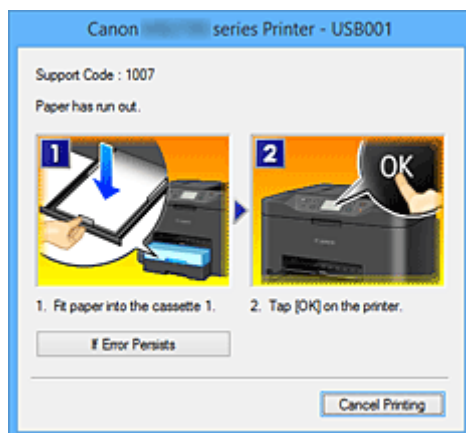 Canon series Printer - USB001
Support Code : 1007
Paper has run out.
1 2
OK
1. Fit paper into the cassette 1. 2. Tap [OK] on the printer.
If Error Persists
Cancel Printing